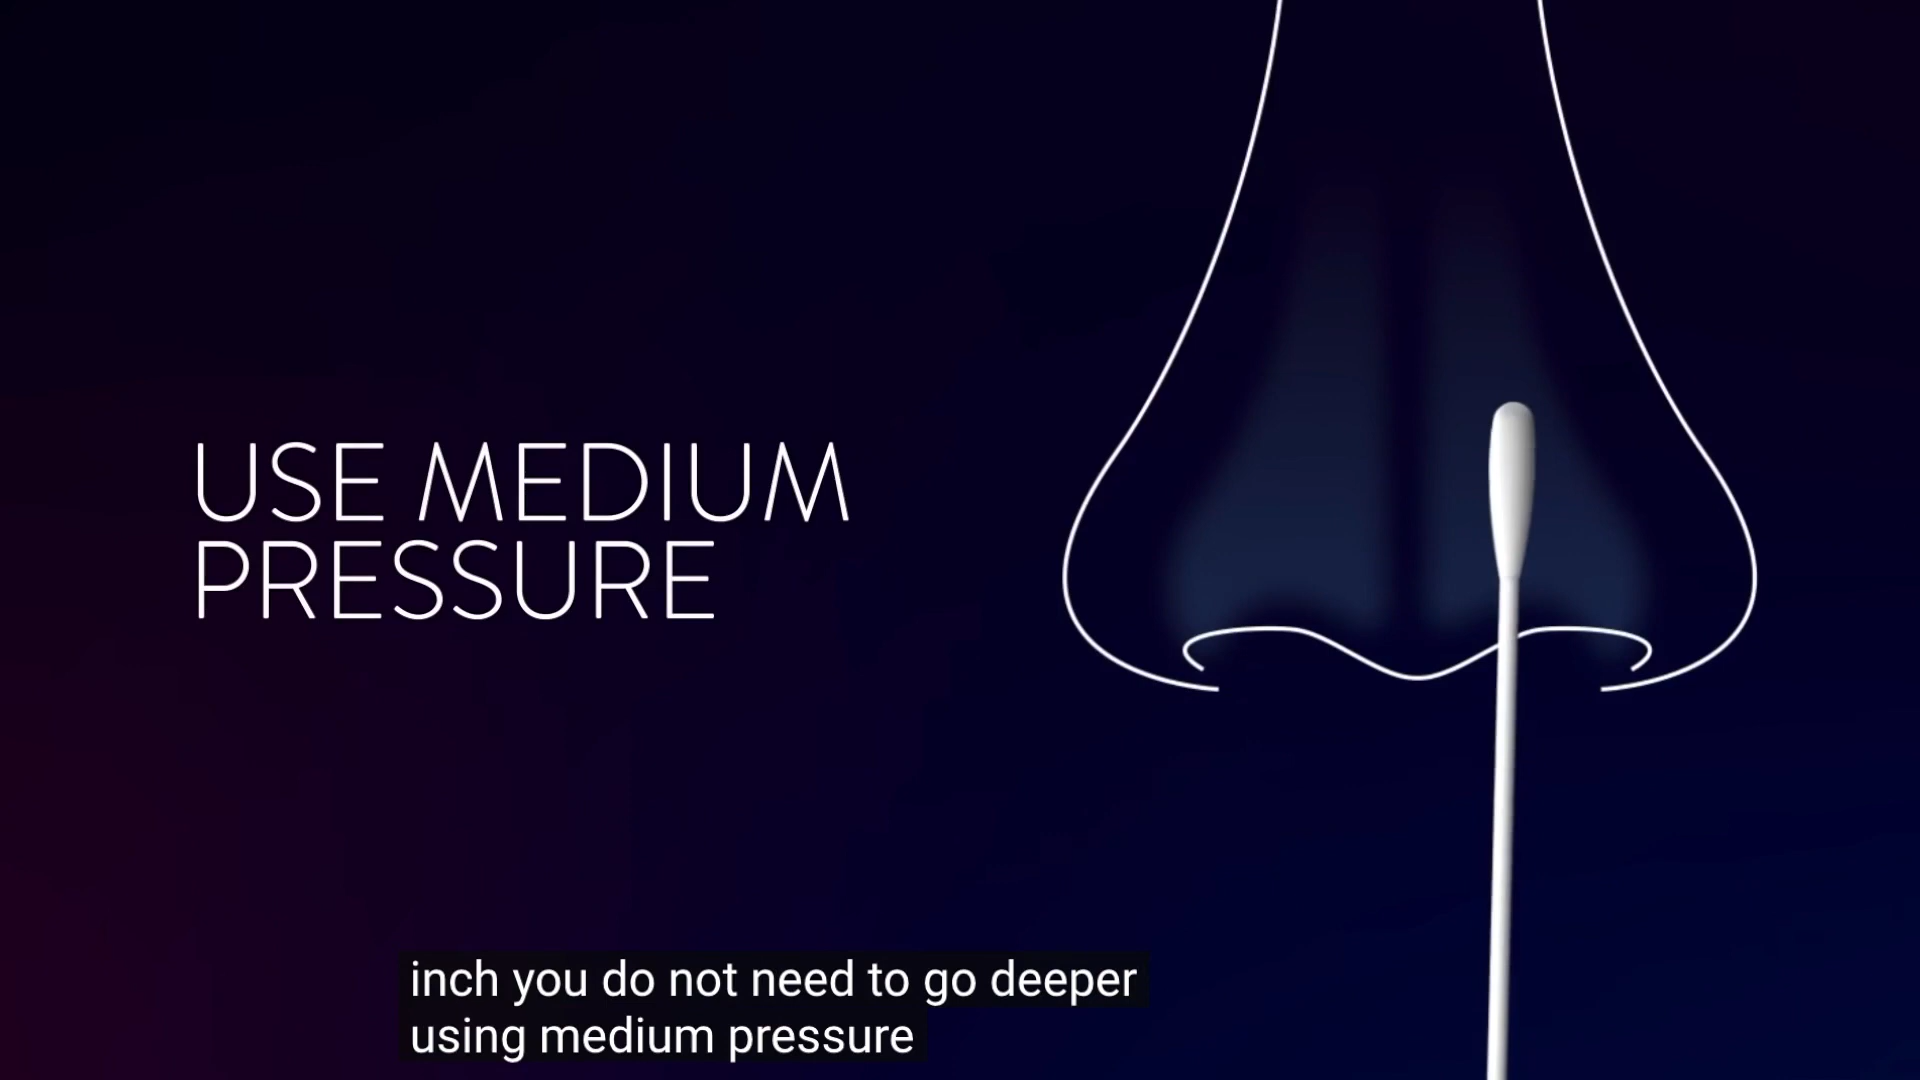 USE MEDIUM
PRESSURE
inch you do not need to go deeper
using medium pressure